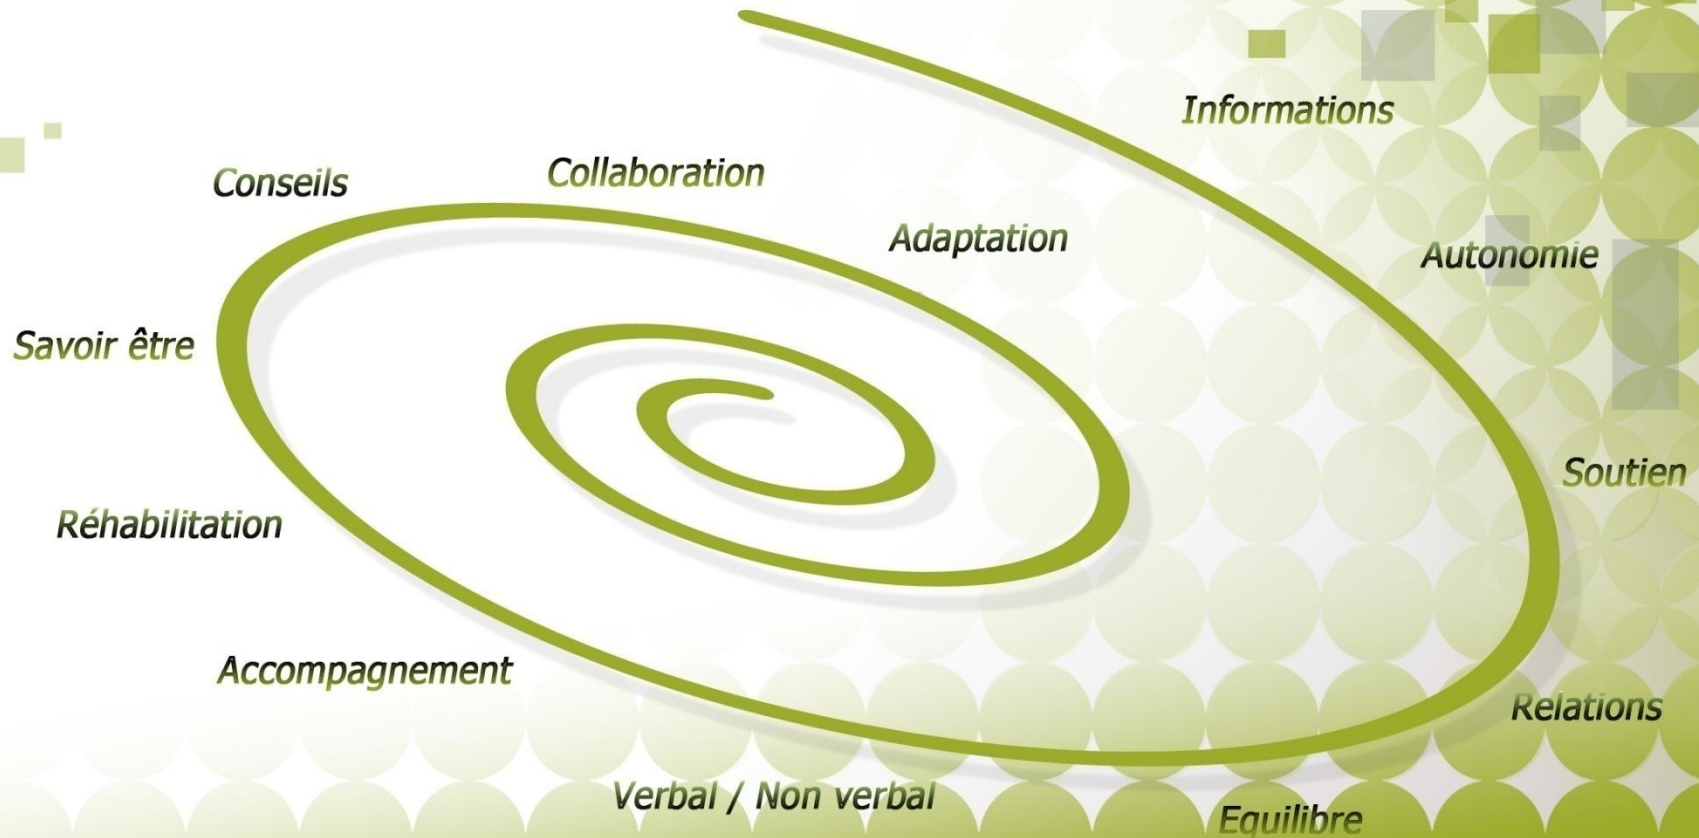 Informations
Conseils
Collaboration
Adaptation
Autonomie
Savoir être
Soutien
Réhabilitation
Accompagnement
Relations
Verbal / Non verbal
Equilibre